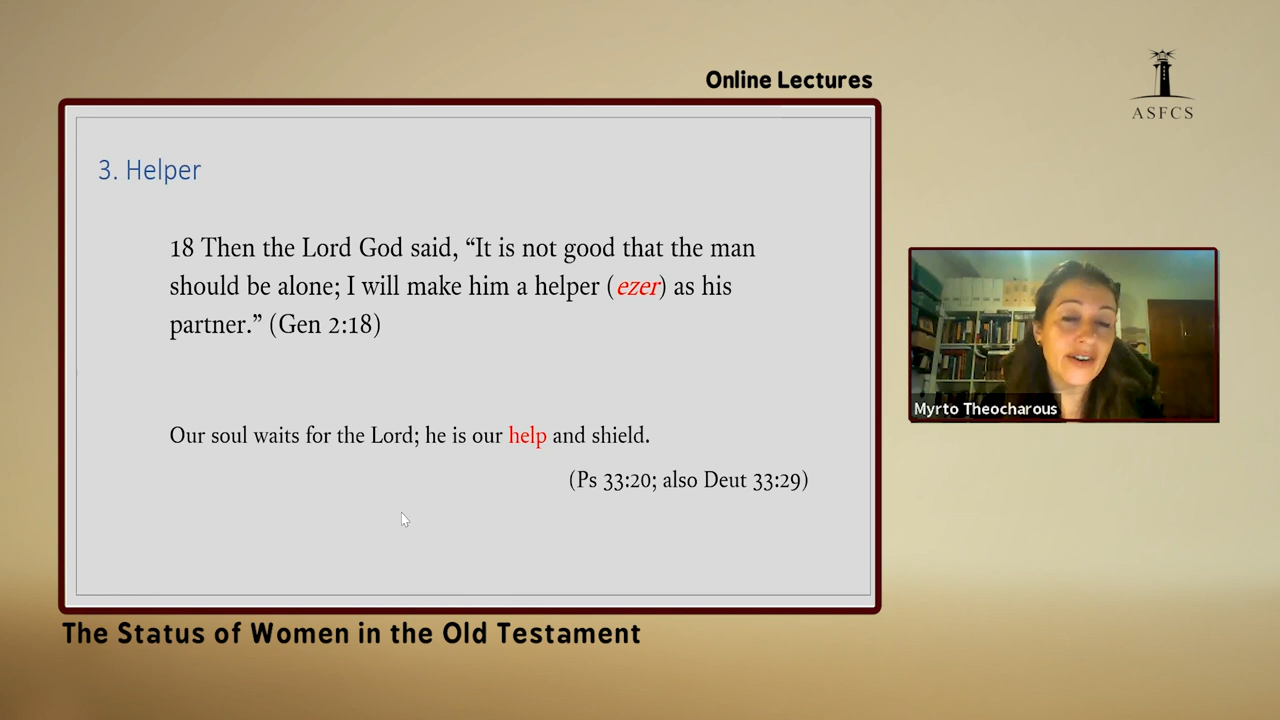 Online Lectures
ASFCS
3. Helper
18 Then the Lord God said, “It is not good that the man
should be alone; I will make him a helper (ezer) as his
partner.” (Gen 2:18)
Our soul waits for the Lord; he is our help and shield.
(Ps 33:20; also Deut 33:29)
Myrto Theocharous
The Status of Women in the Old Testament